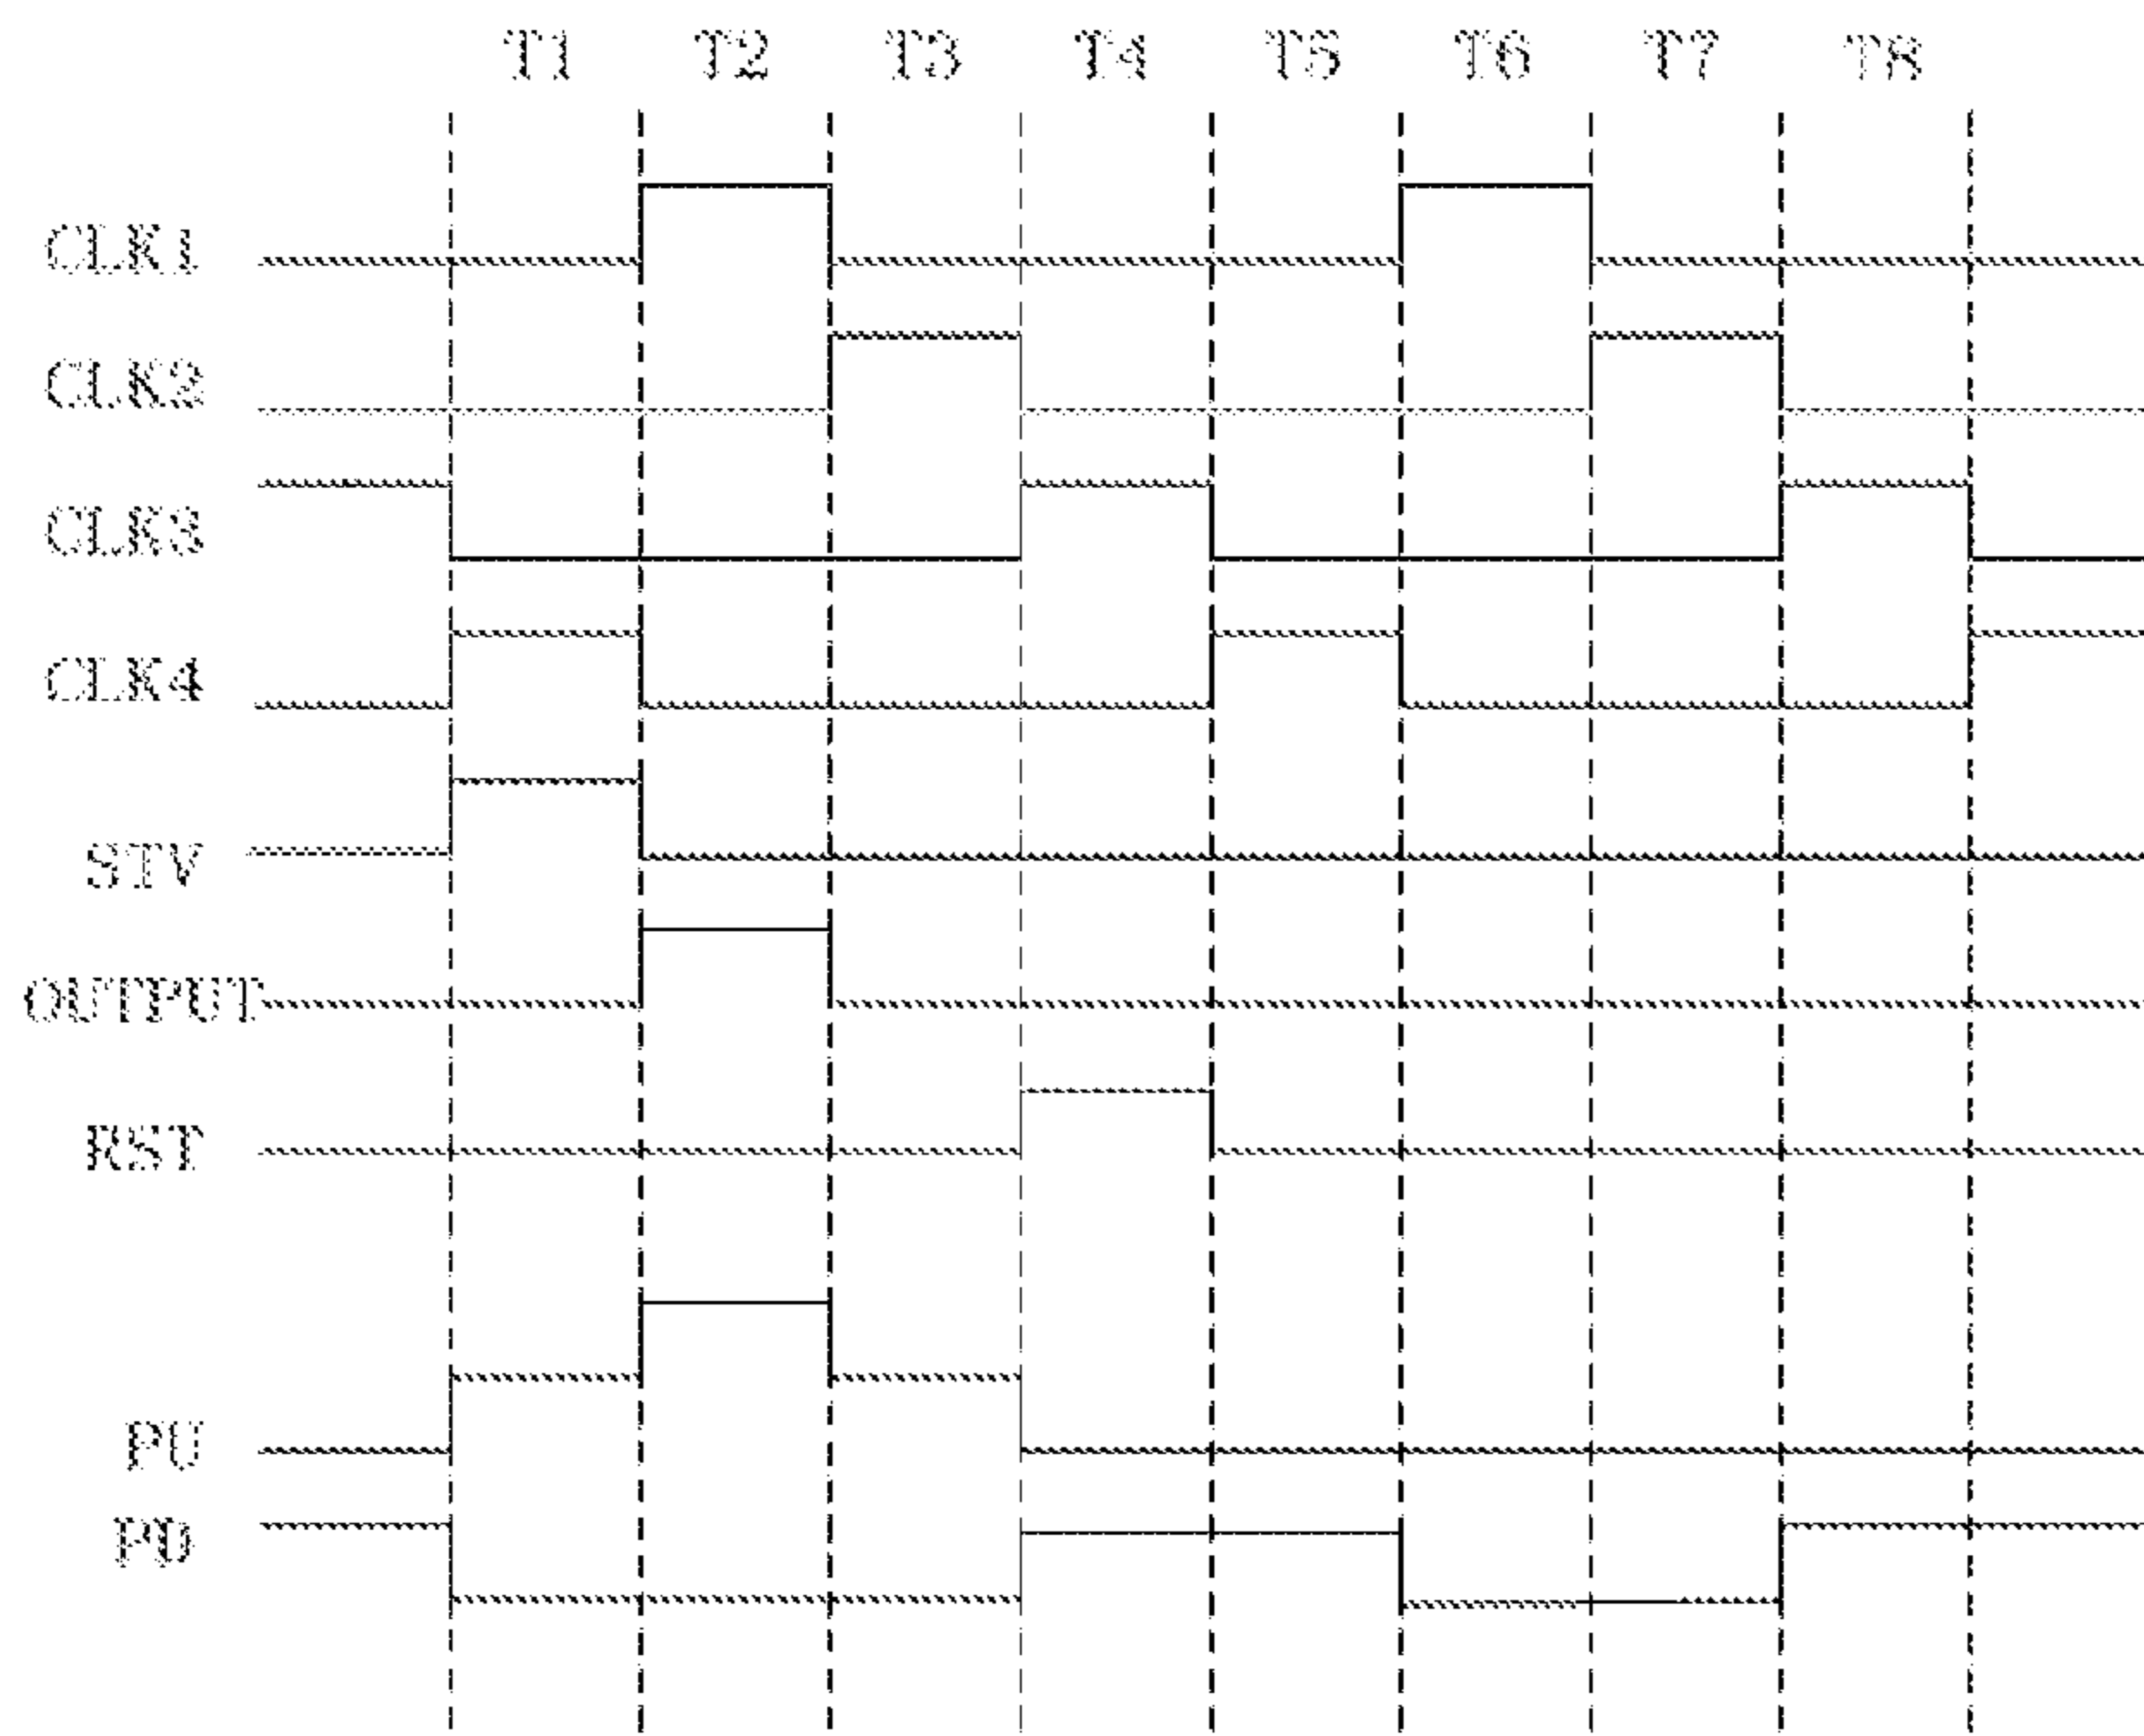 T1 T2 T3 T4 T5 T6 T7 T8
CLK1
CLK2
CLK3
CLK4
STV
OUTPUT
RST
PU
PD